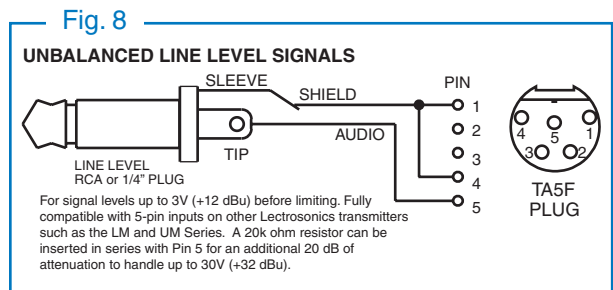 Fig. 8
UNBALANCED LINE LEVEL SIGNALS
SLEEVE
SHIELD
PIN
1
2
3
4
5
AUDIO
TIP
LINE LEVEL
RCA or 1/4" PLUG
4
5
1
3
2
TA5F
PLUG
For signal levels up to 3V (+12 dBu) before limiting. Fully
compatible with 5-pin inputs on other Lectrosonics transmitters
such as the LM and UM Series. A 20k ohm resistor can be
inserted in series with Pin 5 for an additional 20 dB of
attenuation to handle up to 30V (+32 dBu).